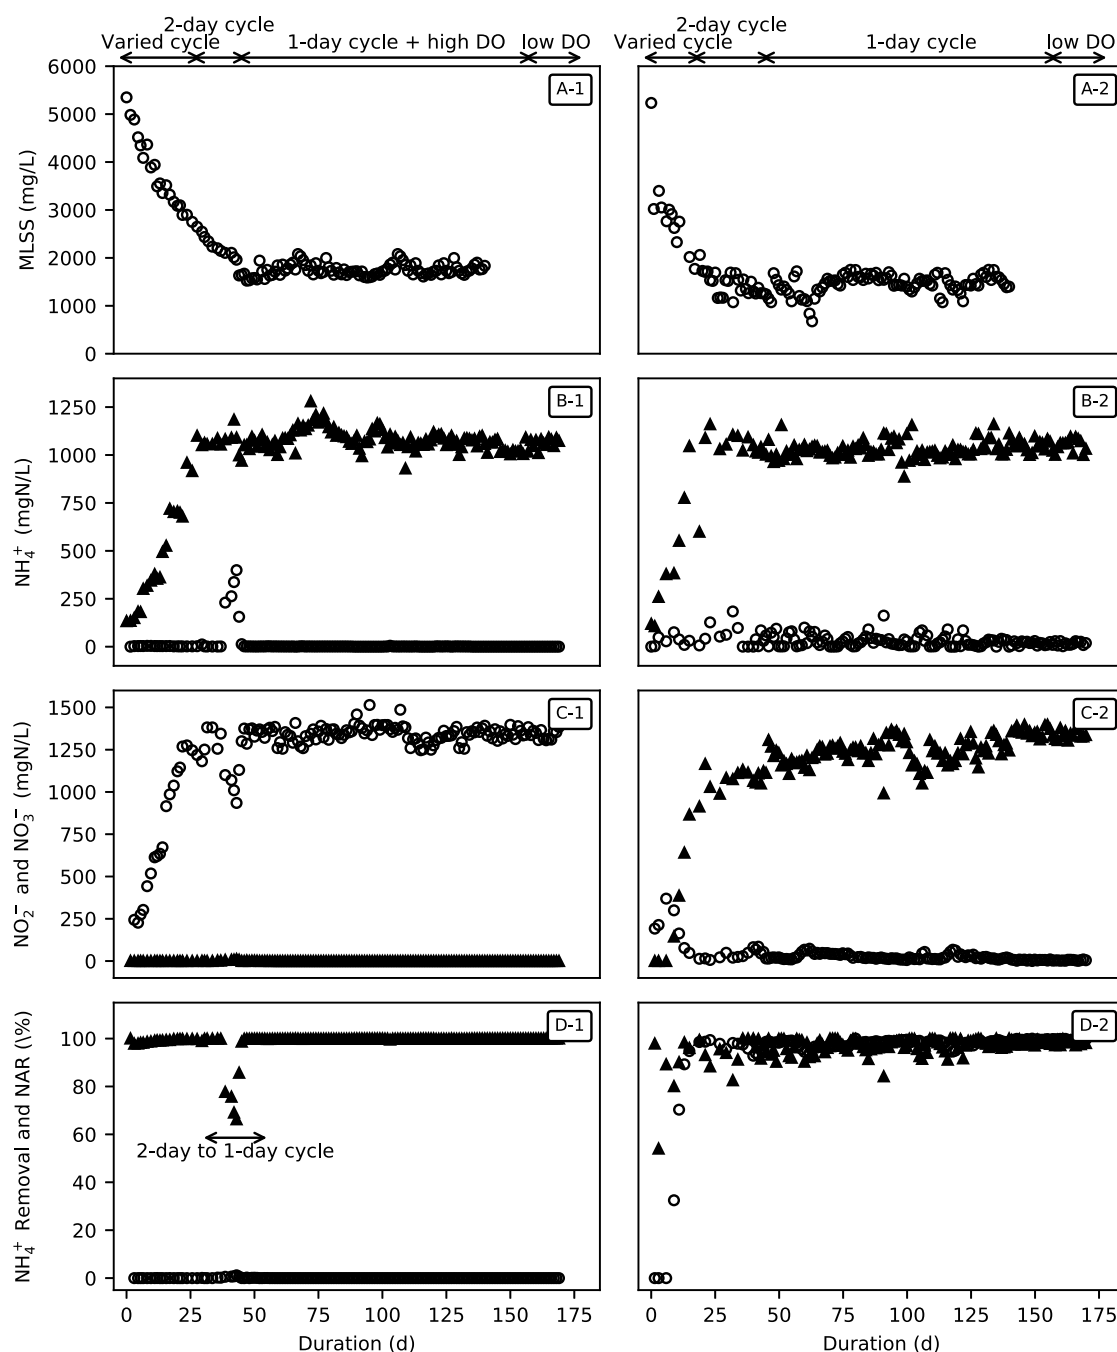 2-day cycle
Varied cycle
1-day cycle + high DO
low DO
2-day cycle
Varied cycle
1-day cycle
low DO
6000
5000
4000
3000
2000
1000
0
MLSS (mg/L)
A-1
A-2
1250
1000
750
500
250
0
NH₄⁺ (mgN/L)
B-1
B-2
1500
1250
1000
750
500
250
0
NO₂⁻ and NO₃⁻ (mgN/L)
C-1
C-2
100
80
60
40
20
0
NH₄⁺ Removal and NAR (\%)
D-1
2-day to 1-day cycle
D-2
0 25 50 75 100 125 150 175
Duration (d)
0 25 50 75 100 125 150 175
Duration (d)